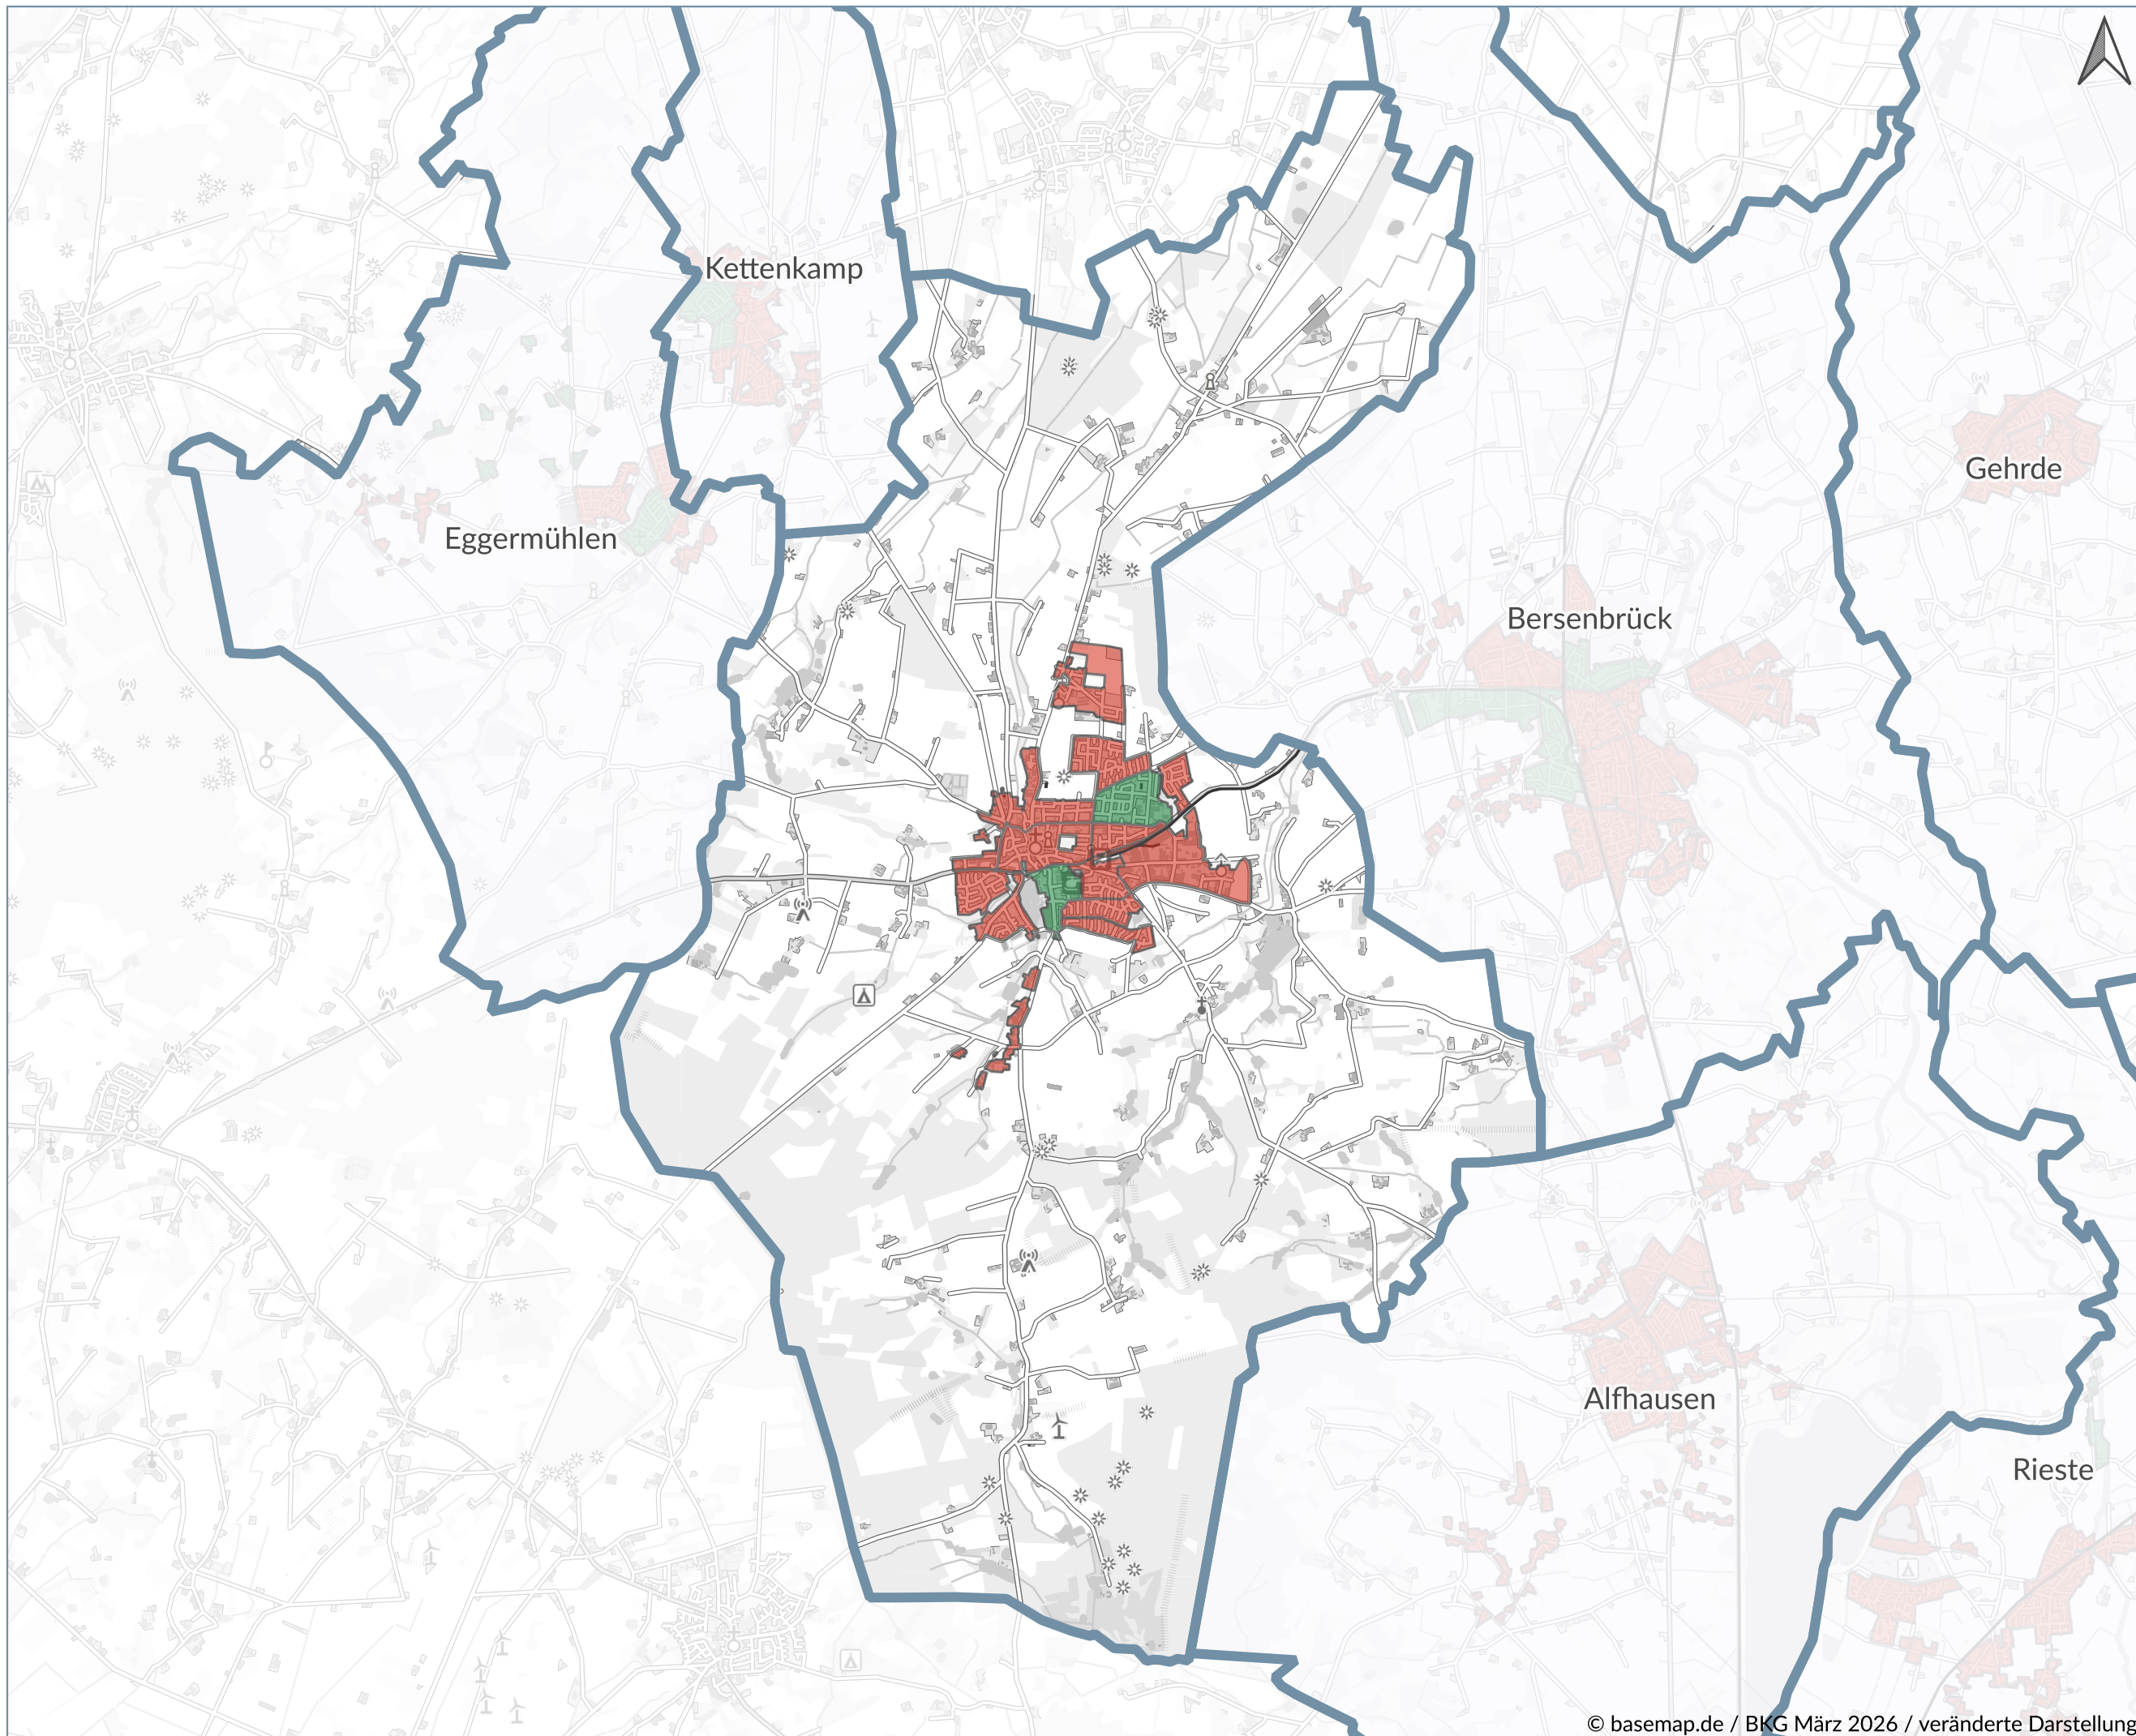 Kettenkamp
Gehrde
Eggermühlen
Bersenbrück
Alfhausen
Rieste
© basemap.de / BKG März 2026 / veränderte Darstellung